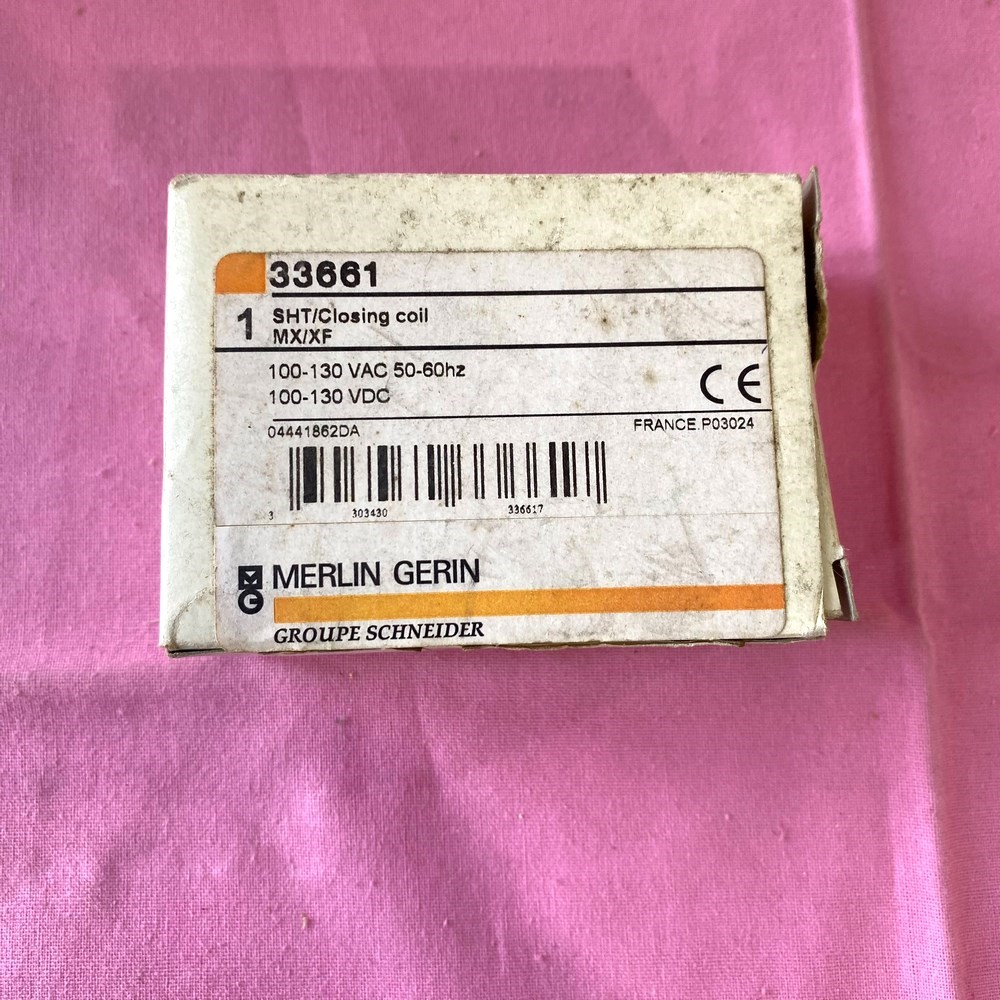 33661
1 SHT/Closing coil
MX/XF
100-130 VAC 50-60hz
100-130 VDC
CE
04441862DA FRANCE.P03024
3 303430 336617
MG MERLIN GERIN
GROUPE SCHNEIDER